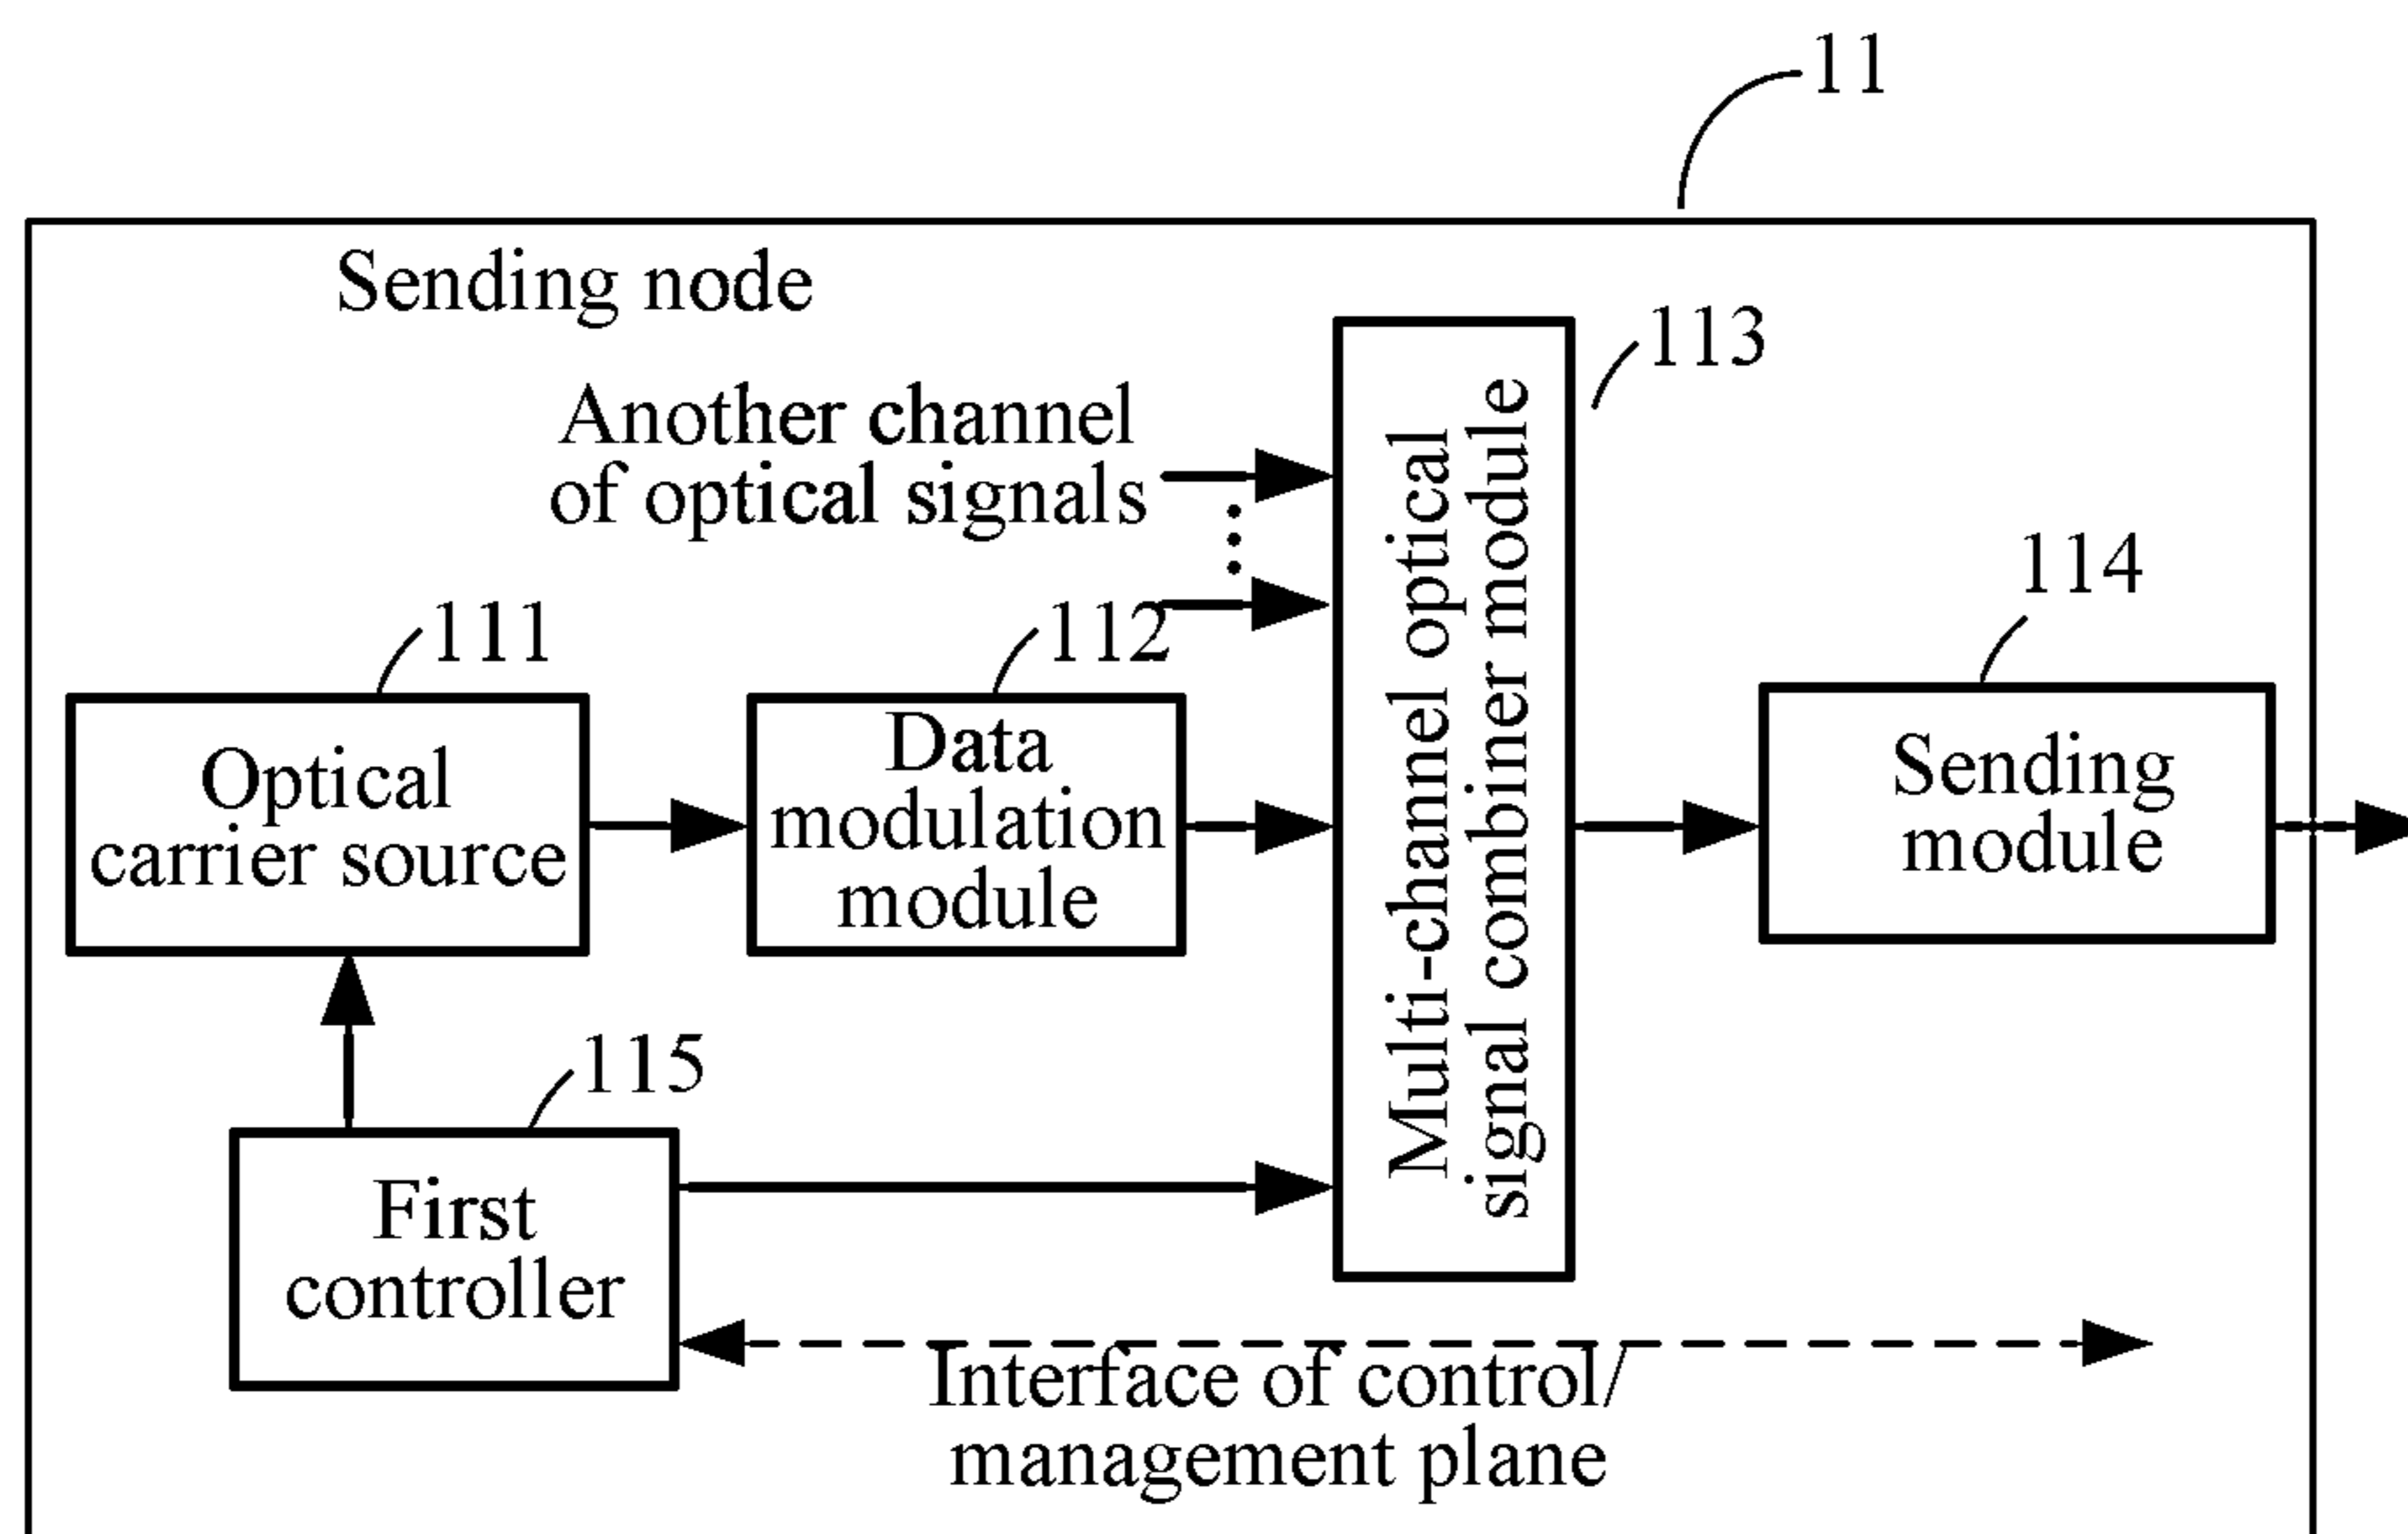 11
Sending node
113
Another channel
of optical signals
114
111
112
Optical
carrier source
Data
modulation
module
Multi-channel optical
signal combiner module
Sending
module
115
First
controller
Interface of control/
management plane